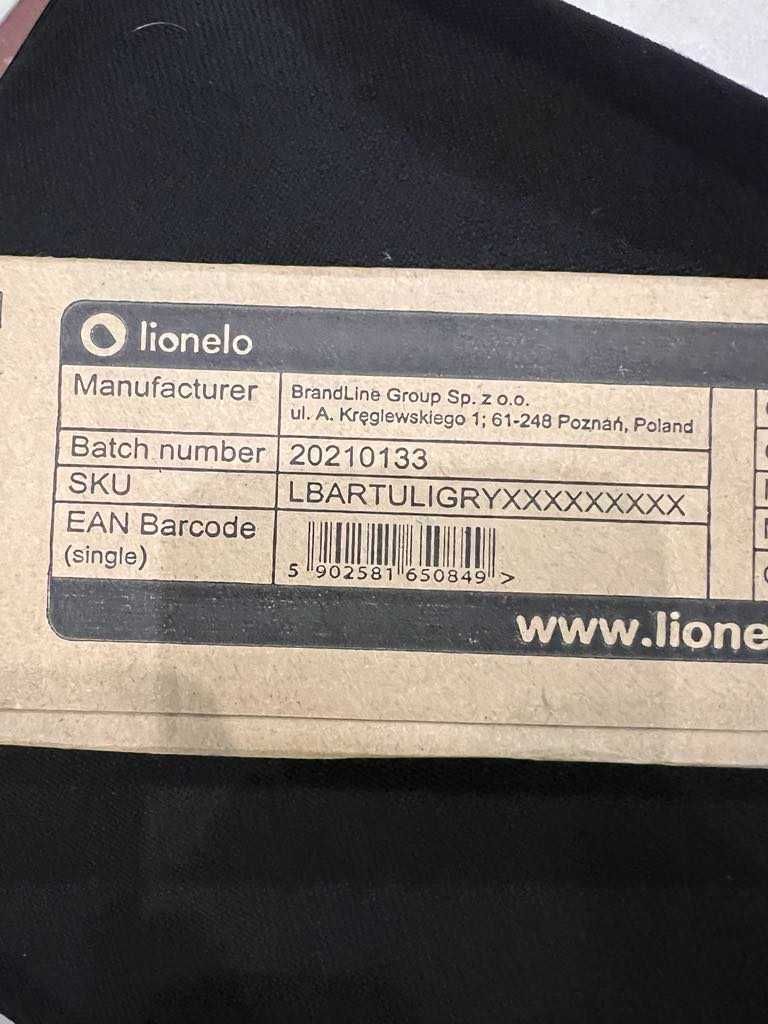 lionelo
Manufacturer
BrandLine Group Sp. z o.o.
ul. A. Kręglewskiego 1; 61-248 Poznań, Poland
Batch number
20210133
SKU
LBARTULIGRYXXXXXXXXX
EAN Barcode
(single)
5 902581 650849 >
www.lione